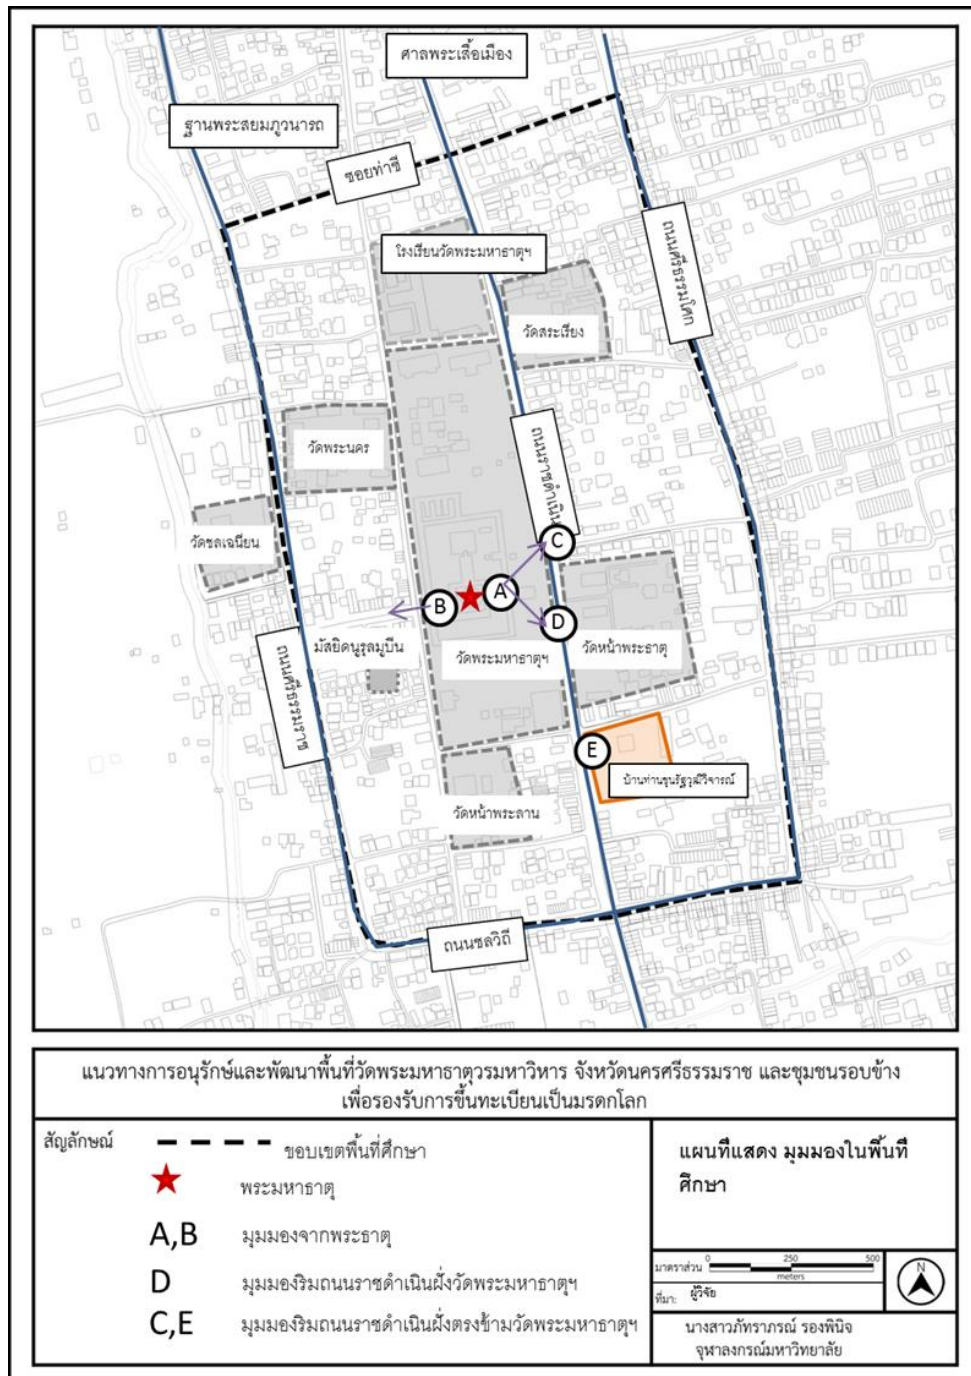 ศาลพระเสื้อเมือง
ฐานพระสยมภูวนารถ
ซอยท่าชี
ถนนศรีธรรมโศก
โรงเรียนวัดพระมหาธาตุฯ
วัดสระเรียง
ถนนราชดำเนิน
วัดพระนคร
วัดชลเฉนียน
C
A
B
D
มัสยิดนูรุลมูบีน
วัดพระมหาธาตุฯ
วัดหน้าพระธาตุ
ถนนศรีธรรมราช
E
บ้านท่านขุนรัฐวุฒิวิจารณ์
วัดหน้าพระลาน
ถนนชลวิถี
แนวทางการอนุรักษ์และพัฒนาพื้นที่วัดพระมหาธาตุวรมหาวิหาร จังหวัดนครศรีธรรมราช และชุมชนรอบข้าง
เพื่อรองรับการขึ้นทะเบียนเป็นมรดกโลก
สัญลักษณ์
ขอบเขตพื้นที่ศึกษา
พระมหาธาตุ
A,B มุมมองจากพระธาตุ
D มุมมองริมถนนราชดำเนินฝั่งวัดพระมหาธาตุฯ
C,E มุมมองริมถนนราชดำเนินฝั่งตรงข้ามวัดพระมหาธาตุฯ
แผนที่แสดง มุมมองในพื้นที่
ศึกษา
มาตราส่วน 0 250 500
meters
N
ที่มา: ผู้วิจัย
นางสาวภัทราภรณ์ รองพินิจ
จุฬาลงกรณ์มหาวิทยาลัย